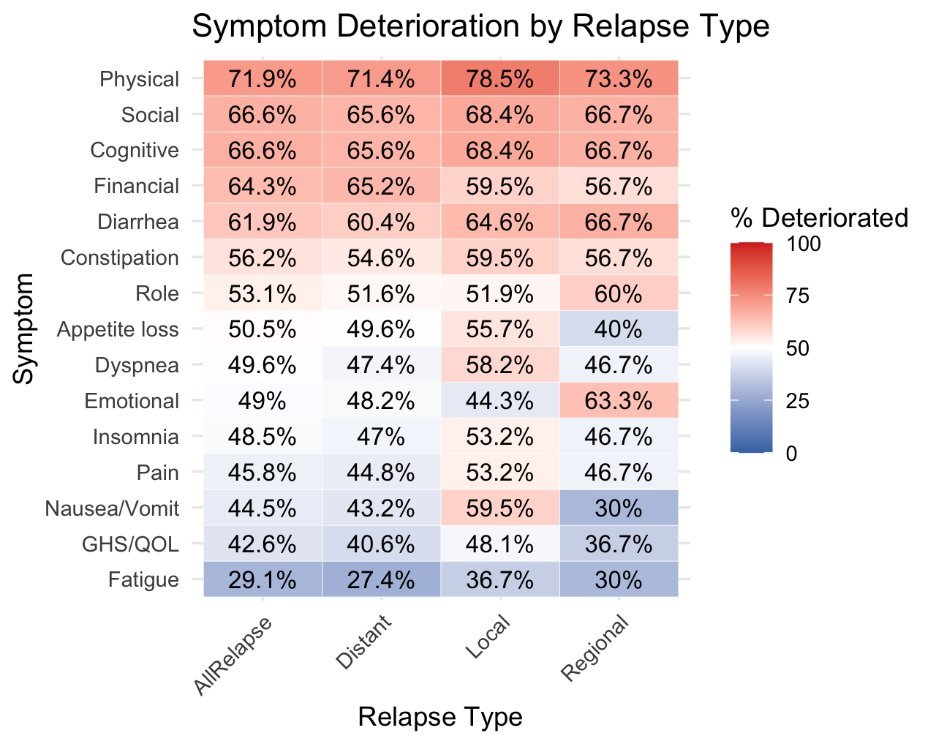 Symptom Deterioration by Relapse Type
Symptom
Physical 71.9% 71.4% 78.5% 73.3%
Social 66.6% 65.6% 68.4% 66.7%
Cognitive 66.6% 65.6% 68.4% 66.7%
Financial 64.3% 65.2% 59.5% 56.7%
Diarrhea 61.9% 60.4% 64.6% 66.7%
Constipation 56.2% 54.6% 59.5% 56.7%
Role 53.1% 51.6% 51.9% 60%
Appetite loss 50.5% 49.6% 55.7% 40%
Dyspnea 49.6% 47.4% 58.2% 46.7%
Emotional 49% 48.2% 44.3% 63.3%
Insomnia 48.5% 47% 53.2% 46.7%
Pain 45.8% 44.8% 53.2% 46.7%
Nausea/Vomit 44.5% 43.2% 59.5% 30%
GHS/QOL 42.6% 40.6% 48.1% 36.7%
Fatigue 29.1% 27.4% 36.7% 30%
AllRelapse Distant Local Regional
Relapse Type
% Deteriorated
100
75
50
25
0